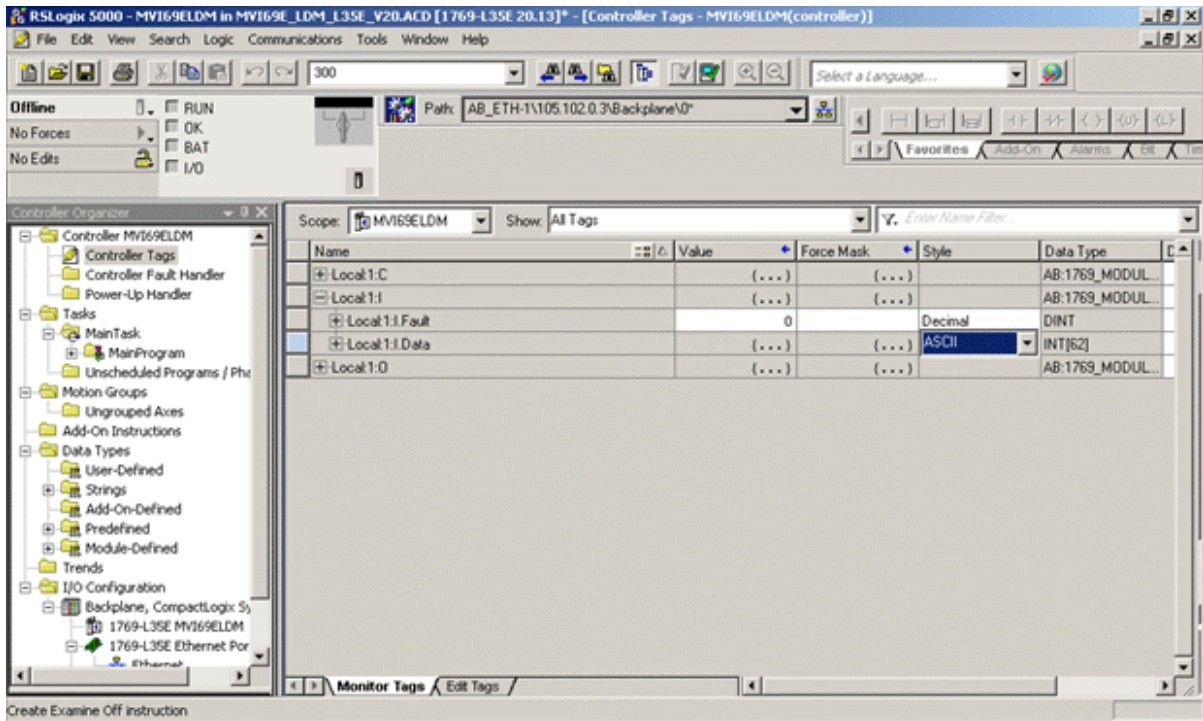 RSLogix 5000 - MVI69ELDM in MVI69E_LDM_L35E_V20.ACD [1769-L35E 20.13]* - [Controller Tags - MVI69ELDM(controller)]
File Edit View Search Logic Communications Tools Window Help
300
Select a Language...
Offline
RUN
No Forces
OK
No Edits
BAT
I/O
Path: AB_ETH-1\105.102.0.3\Backplane\0*
Favorites Add-On Alarms Bit
Controller Organizer
Controller MVI69ELDM
Controller Tags
Controller Fault Handler
Power-Up Handler
Tasks
MainTask
MainProgram
Unscheduled Programs / Pha
Motion Groups
Ungrouped Axes
Add-On Instructions
Data Types
User-Defined
Strings
Add-On-Defined
Predefined
Module-Defined
Trends
I/O Configuration
Backplane, CompactLogix Sy
1769-L35E MVI69ELDM
1769-L35E Ethernet Por
Ethernet
Scope: MVI69ELDM Show: All Tags Enter Name Filter...
Name Value Force Mask Style Data Type
Local:1:C {...} {...} AB:1769_MODUL...
Local:1:I {...} {...} AB:1769_MODUL...
Local:1:I.Fault 0 Decimal DINT
Local:1:I.Data {...} {...} ASCII INT[62]
Local:1:O {...} {...} AB:1769_MODUL...
Monitor Tags Edit Tags
Create Examine Off instruction